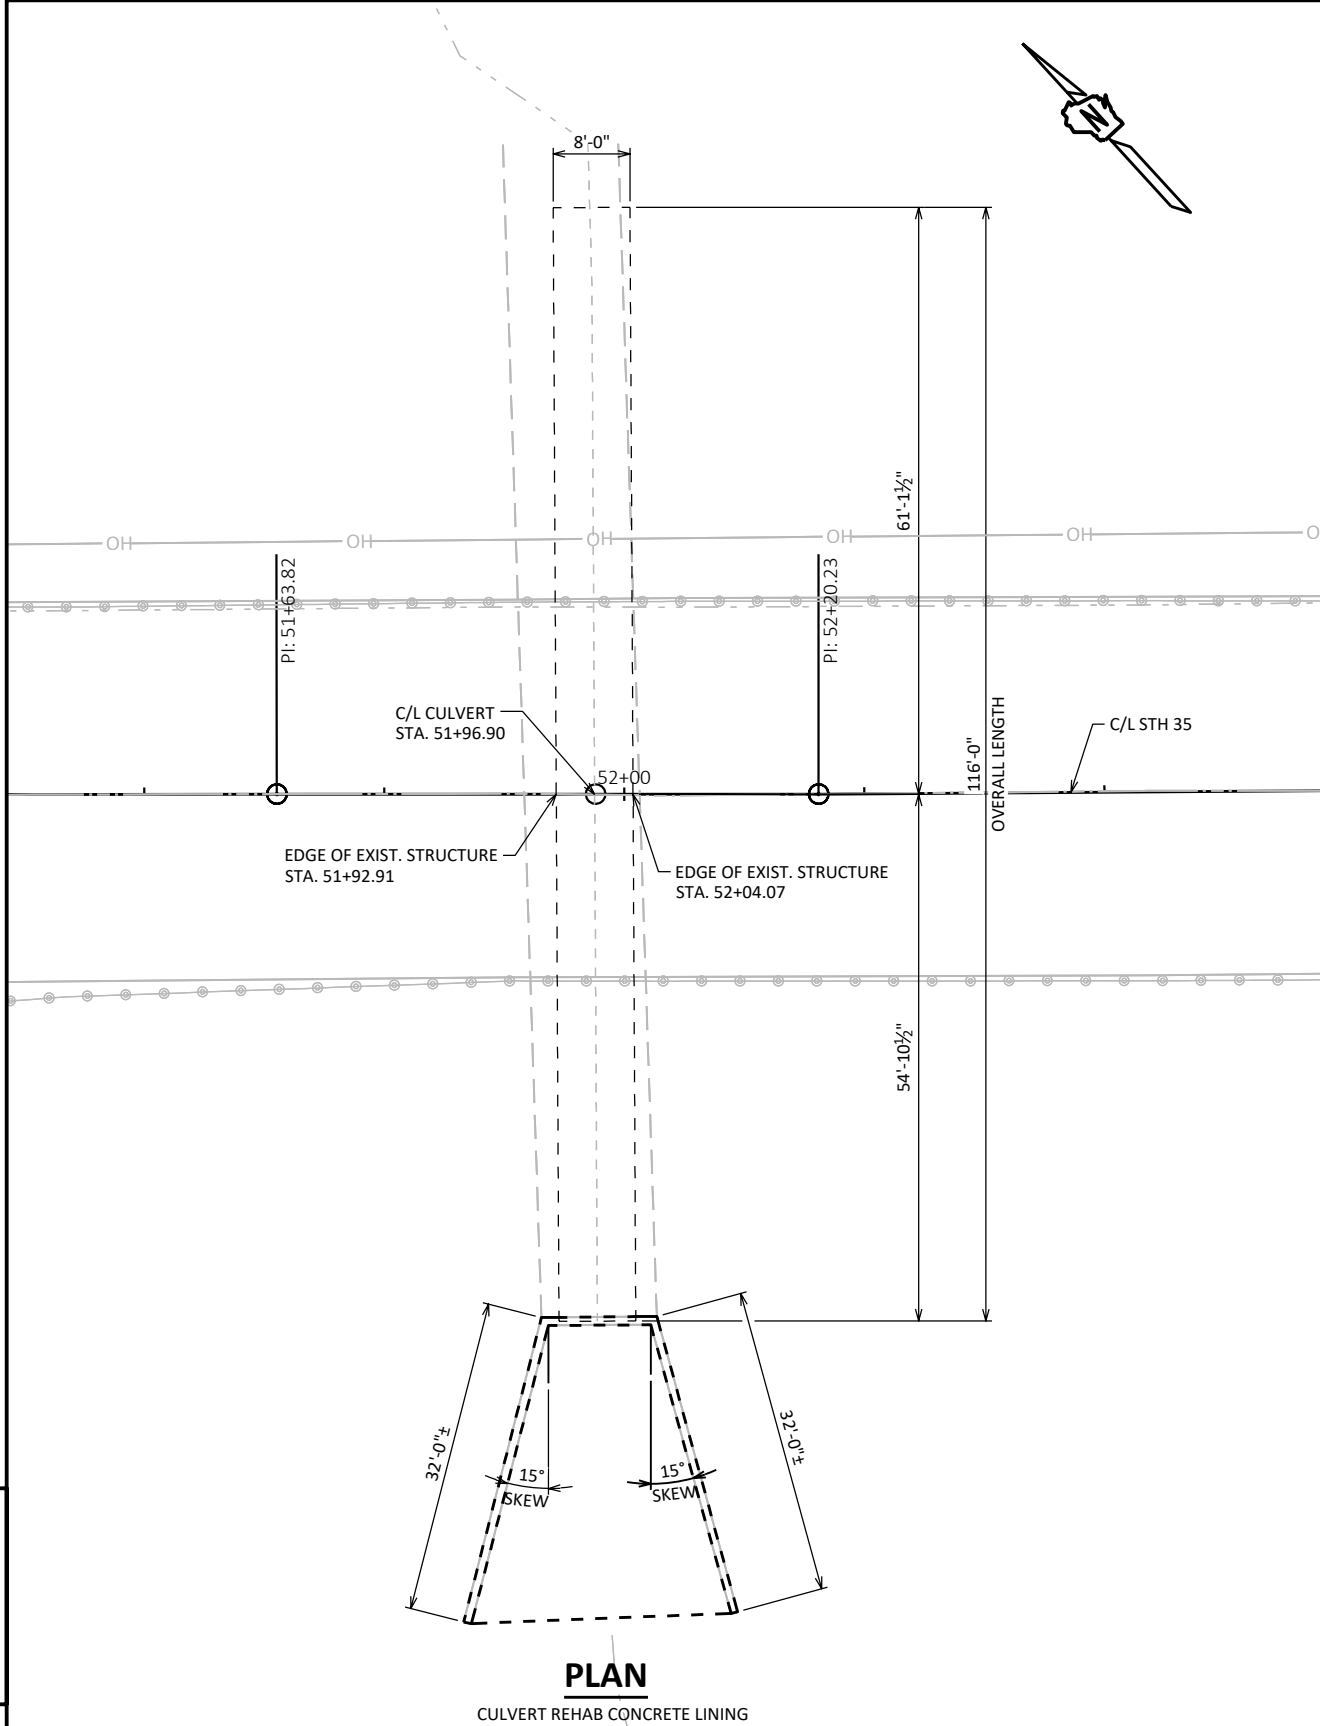 N
8'-0"
61'-1½"
OH
OH
OH
OH
OH
O
PI: 51+63.82
PI: 52+20.23
C/L CULVERT
STA. 51+96.90
52+00
116'-0"
OVERALL LENGTH
C/L STH 35
EDGE OF EXIST. STRUCTURE
STA. 51+92.91
EDGE OF EXIST. STRUCTURE
STA. 52+04.07
54'-10½"
32'-0"±
15°
SKEW
15°
SKEW
32'-0"±
PLAN
CULVERT REHAB CONCRETE LINING